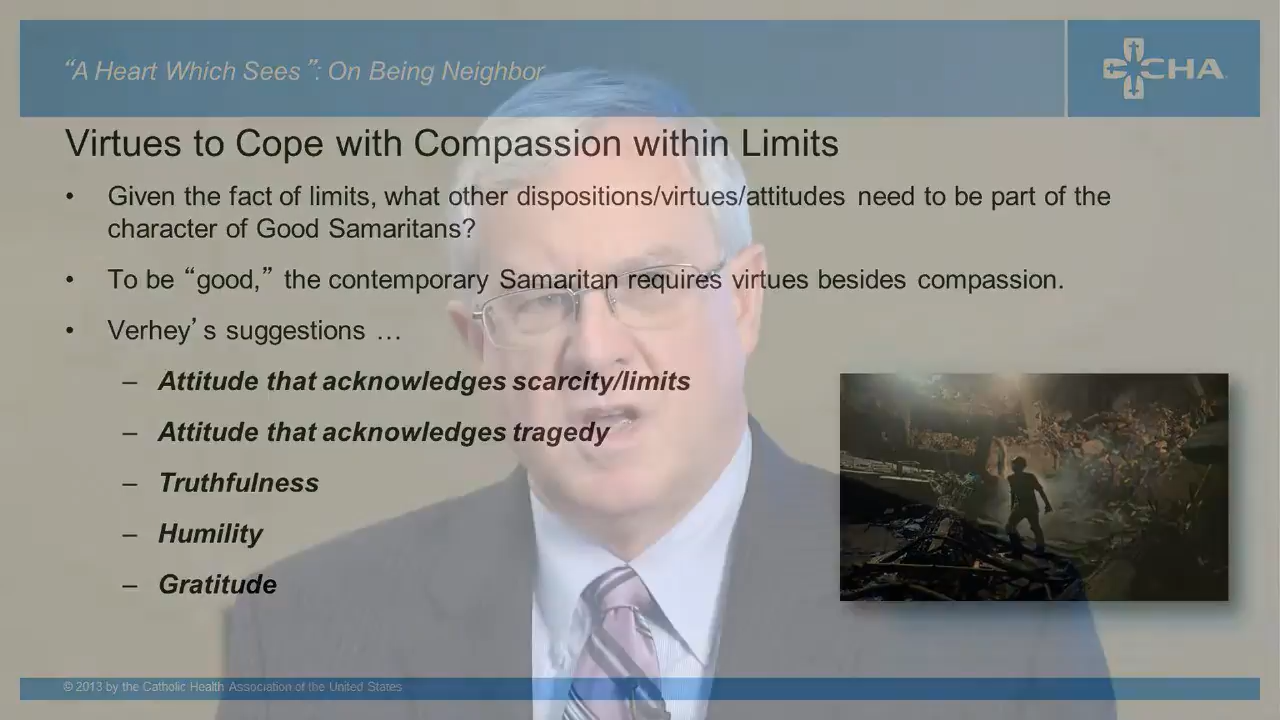 “A Heart Which Sees”: On Being Neighbor
CHA
Virtues to Cope with Compassion within Limits
• Given the fact of limits, what other dispositions/virtues/attitudes need to be part of the
character of Good Samaritans?
• To be “good,” the contemporary Samaritan requires virtues besides compassion.
• Verhey’s suggestions …
– Attitude that acknowledges scarcity/limits
– Attitude that acknowledges tragedy
– Truthfulness
– Humility
– Gratitude
© 2013 by the Catholic Health Association of the United States